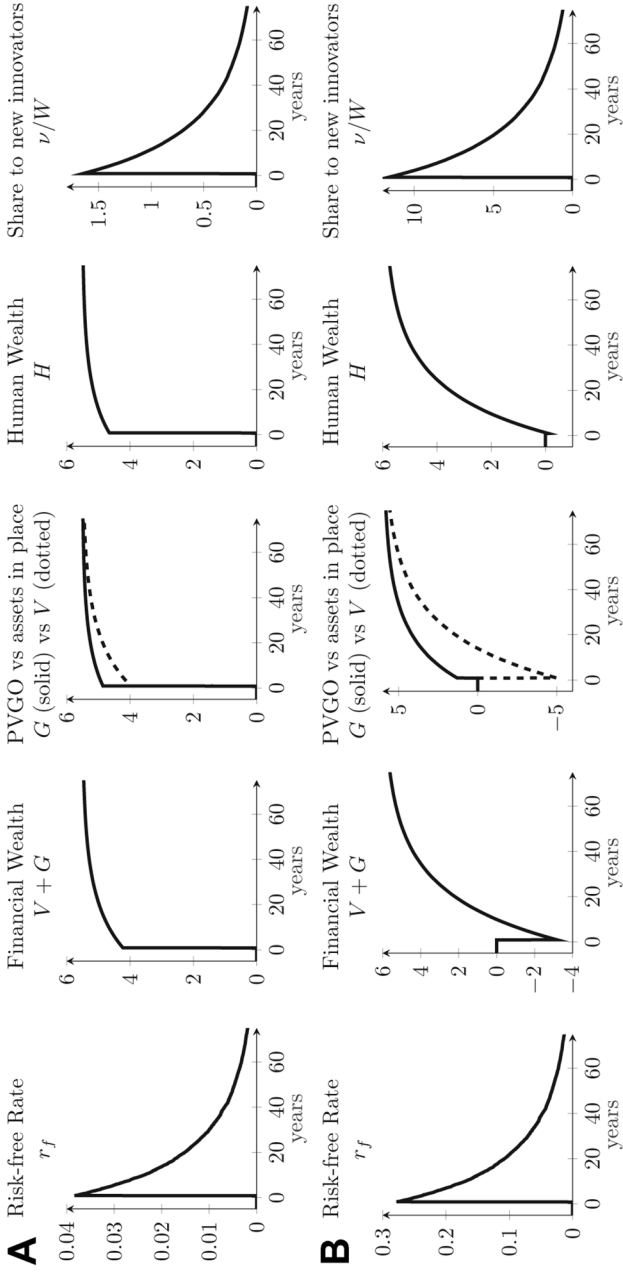 A
Risk-free Rate
r_f
0.04
0.03
0.02
0.01
0
0 20 40 60
years
Financial Wealth
V + G
6
4
2
0
0 20 40 60
years
PVGO vs assets in place
G (solid) vs V (dotted)
6
4
2
0
0 20 40 60
years
Human Wealth
H
6
4
2
0
0 20 40 60
years
Share to new innovators
ν/W
1.5
1
0.5
0
0 20 40 60
years
B
Risk-free Rate
r_f
0.3
0.2
0.1
0
0 20 40 60
years
Financial Wealth
V + G
6
4
2
0
−2
−4
0 20 40 60
years
PVGO vs assets in place
G (solid) vs V (dotted)
5
0
−5
0 20 40 60
years
Human Wealth
H
6
4
2
0
0 20 40 60
years
Share to new innovators
ν/W
10
5
0
0 20 40 60
years